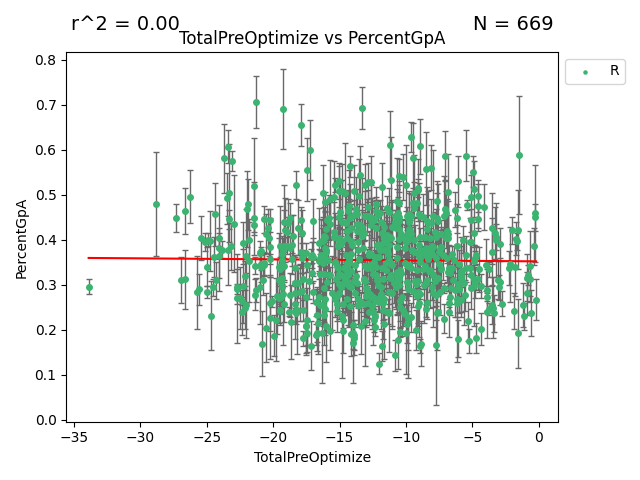 r^2 = 0.00
N = 669
TotalPreOptimize vs PercentGpA
R
0.8
0.7
0.6
0.5
0.4
0.3
0.2
0.1
0.0
PercentGpA
−35
−30
−25
−20
−15
−10
−5
0
TotalPreOptimize